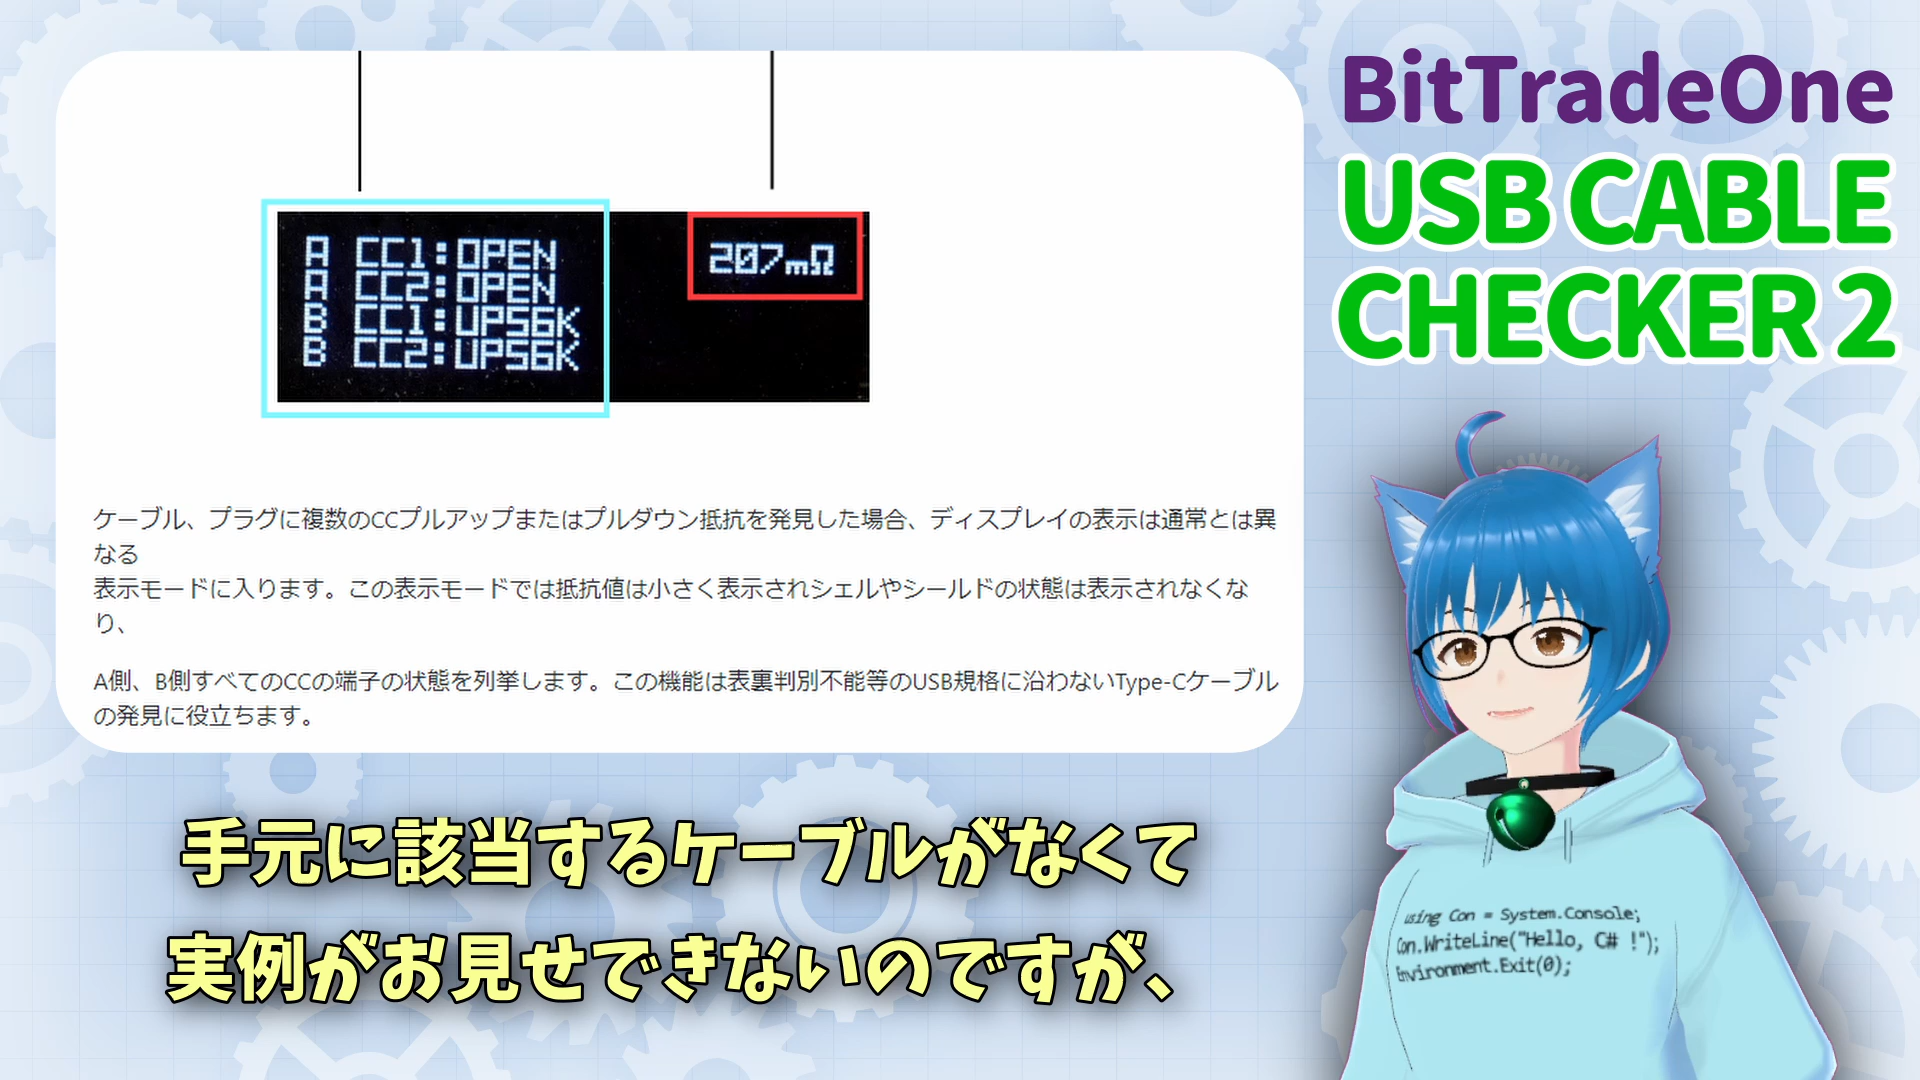 BitTradeOne
USB CABLE
CHECKER 2
A CC1:OPEN
A CC2:OPEN
B CC1:UP56K
B CC2:UP56K
207mΩ
ケーブル、プラグに複数のCCプルアップまたはプルダウン抵抗を発見した場合、ディスプレイの表示は通常とは異
なる
表示モードに入ります。この表示モードでは抵抗値は小さく表示されシェルやシールドの状態は表示されなくな
り、
A側、B側すべてのCCの端子の状態を列挙します。この機能は表裏判別不能等のUSB規格に沿わないType-Cケーブル
の発見に役立ちます。
手元に該当するケーブルがなくて
実例がお見せできないのですが、
using Con = System.Console;
Con.WriteLine("Hello, C# !");
Environment.Exit(0);